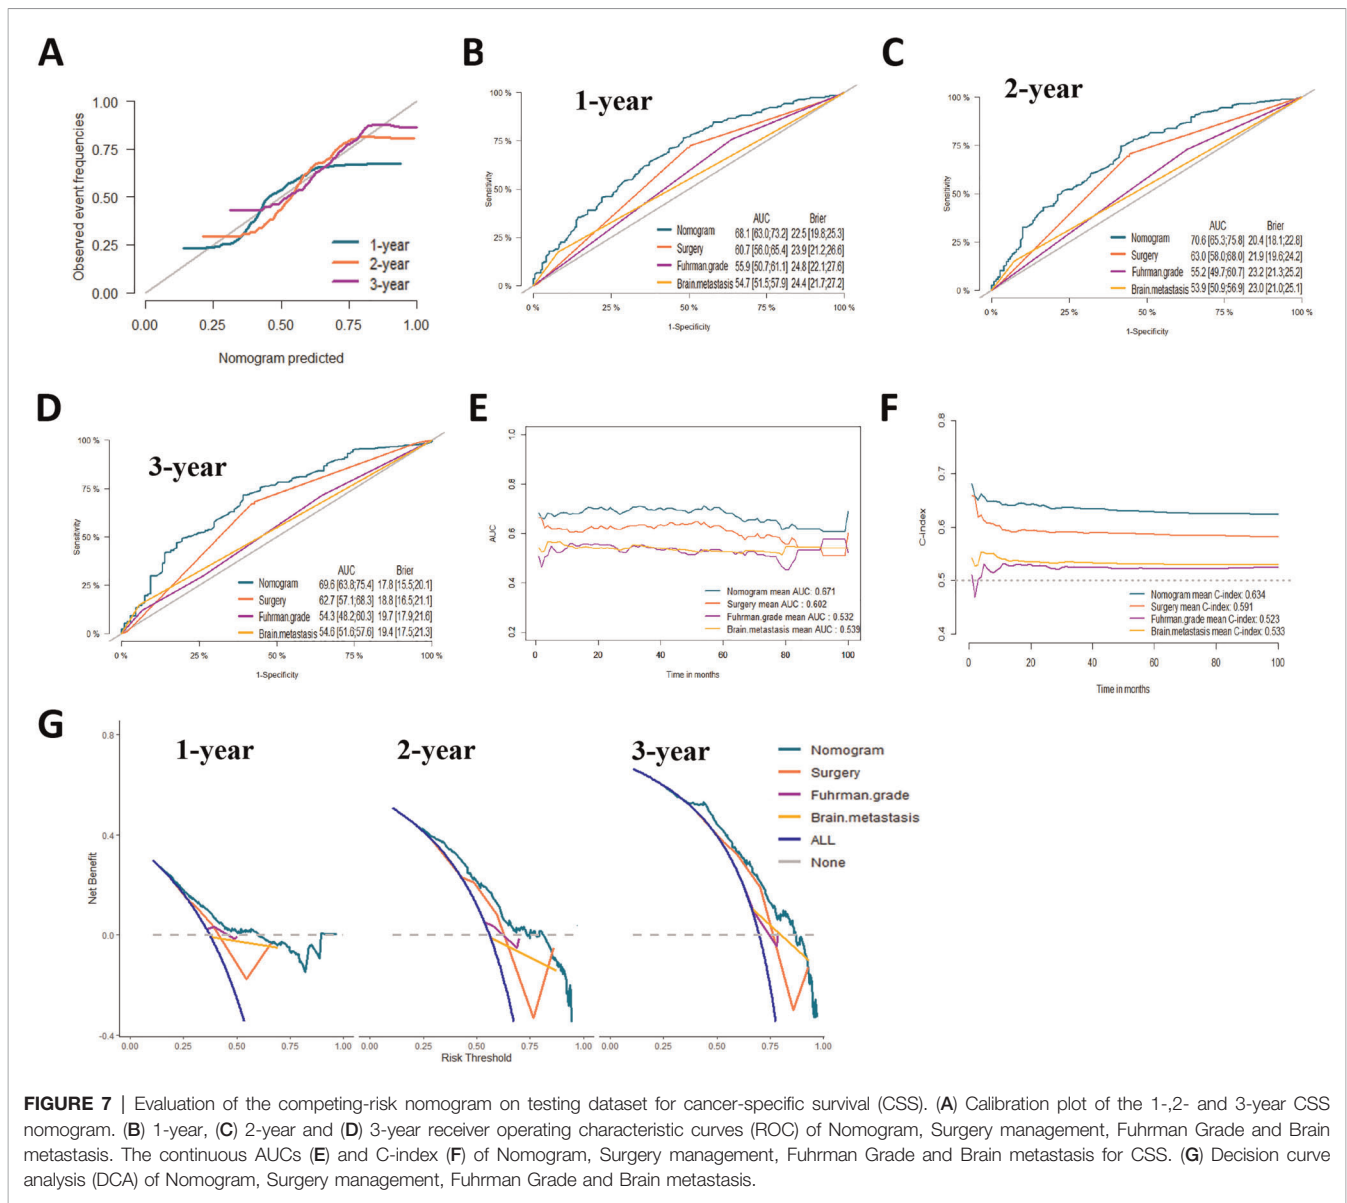 A
Observed event frequencies
1.00
0.75
0.50
0.25
0.00
0.00 0.25 0.50 0.75 1.00
Nomogram predicted
1-year
2-year
3-year
B
1-year
Sensitivity
100 %
75 %
50 %
25 %
0 %
AUC Brier
Nomogram 68.1 [63.0;73.2] 22.5 [19.8;25.3]
Surgery 60.7 [56.0;65.4] 23.9 [21.2;26.6]
Fuhrman.grade 55.9 [50.7;61.1] 24.8 [22.1;27.6]
Brain.metastasis 54.7 [51.5;57.9] 24.4 [21.7;27.2]
0 % 25 % 50 % 75 % 100 %
1-Specificity
C
2-year
Sensitivity
100 %
75 %
50 %
25 %
0 %
AUC Brier
Nomogram 70.6 [65.3;75.8] 20.4 [18.1;22.8]
Surgery 63.0 [58.0;68.0] 21.9 [19.6;24.2]
Fuhrman.grade 55.2 [49.7;60.7] 23.2 [21.3;25.2]
Brain.metastasis 53.9 [50.9;56.9] 23.0 [21.0;25.1]
0 % 25 % 50 % 75 % 100 %
1-Specificity
D
3-year
Sensitivity
100 %
75 %
50 %
25 %
0 %
AUC Brier
Nomogram 69.6 [63.8;75.4] 17.8 [15.5;20.1]
Surgery 62.7 [57.1;68.3] 18.8 [16.5;21.1]
Fuhrman.grade 54.3 [48.2;60.3] 19.7 [17.9;21.6]
Brain.metastasis 54.6 [51.6;57.6] 19.4 [17.5;21.3]
0 % 25 % 50 % 75 % 100 %
1-Specificity
E
AUC
1.0
0.8
0.6
0.4
0.2
Nomogram mean AUC: 0.671
Surgery mean AUC : 0.602
Fuhrman.grade mean AUC : 0.532
Brain.metastasis mean AUC : 0.539
0 20 40 60 80 100
Time in months
F
C-index
0.8
0.7
0.6
0.5
0.4
Nomogram mean C-index: 0.634
Surgery mean C-index: 0.591
Fuhrman.grade mean C-index: 0.523
Brain.metastasis mean C-index: 0.533
0 20 40 60 80 100
Time in months
G
1-year
2-year
3-year
Net Benefit
0.8
0.4
0.0
-0.4
0.00 0.25 0.50 0.75 1.00 0.00 0.25 0.50 0.75 1.00 0.00 0.25 0.50 0.75 1.00
Risk Threshold
Nomogram
Surgery
Fuhrman.grade
Brain.metastasis
ALL
None
FIGURE 7 | Evaluation of the competing-risk nomogram on testing dataset for cancer-specific survival (CSS). (A) Calibration plot of the 1-,2- and 3-year CSS
nomogram. (B) 1-year, (C) 2-year and (D) 3-year receiver operating characteristic curves (ROC) of Nomogram, Surgery management, Fuhrman Grade and Brain
metastasis. The continuous AUCs (E) and C-index (F) of Nomogram, Surgery management, Fuhrman Grade and Brain metastasis for CSS. (G) Decision curve
analysis (DCA) of Nomogram, Surgery management, Fuhrman Grade and Brain metastasis.